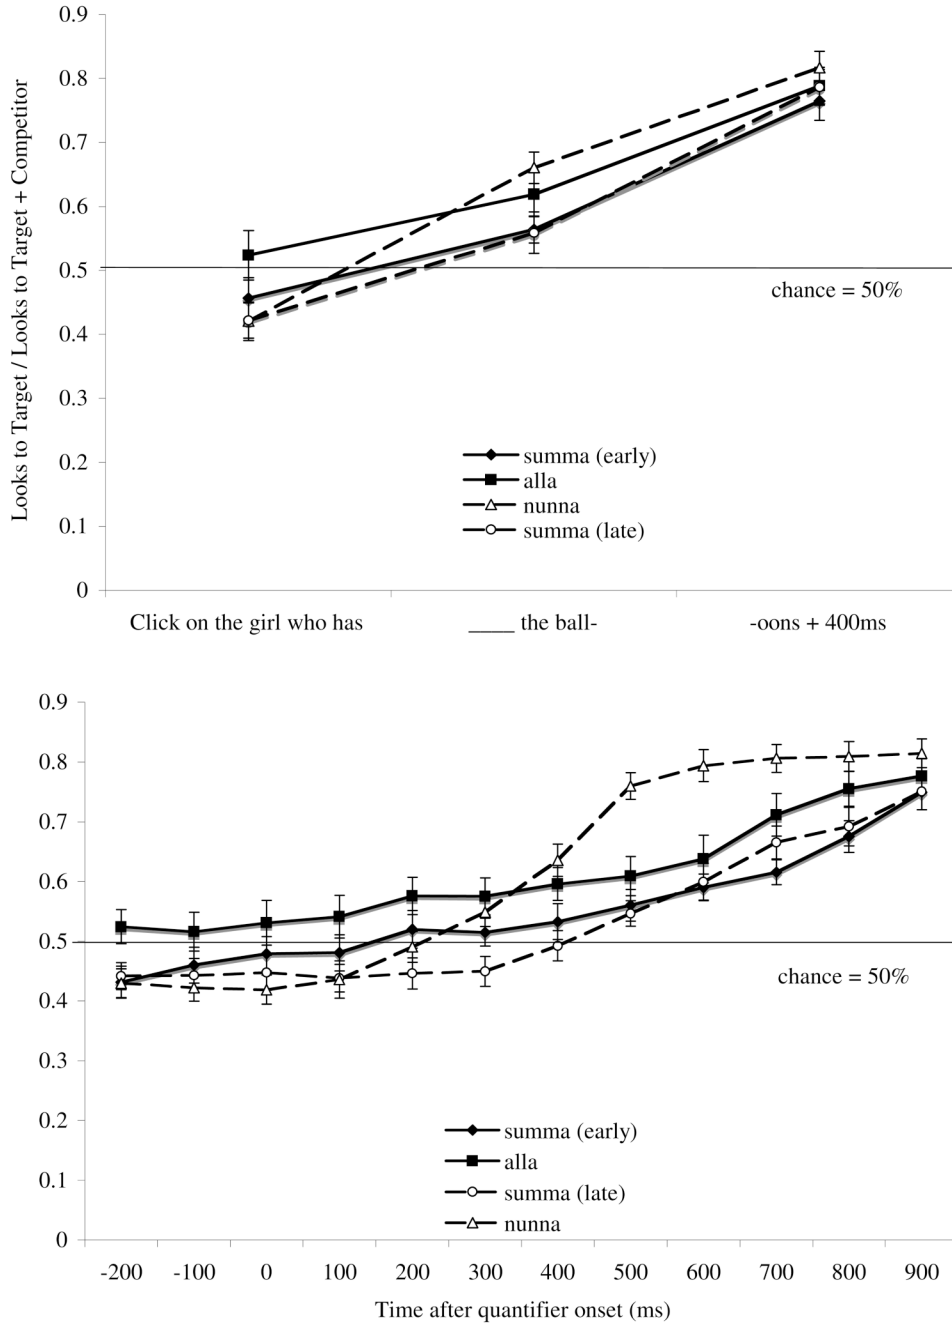 0.9
0.8
0.7
0.6
0.5
0.4
0.3
0.2
0.1
0
Looks to Target / Looks to Target + Competitor
chance = 50%
summa (early)
alla
nunna
summa (late)
Click on the girl who has ____ the ball- -oons + 400ms
0.9
0.8
0.7
0.6
0.5
0.4
0.3
0.2
0.1
0
chance = 50%
summa (early)
alla
summa (late)
nunna
-200 -100 0 100 200 300 400 500 600 700 800 900
Time after quantifier onset (ms)